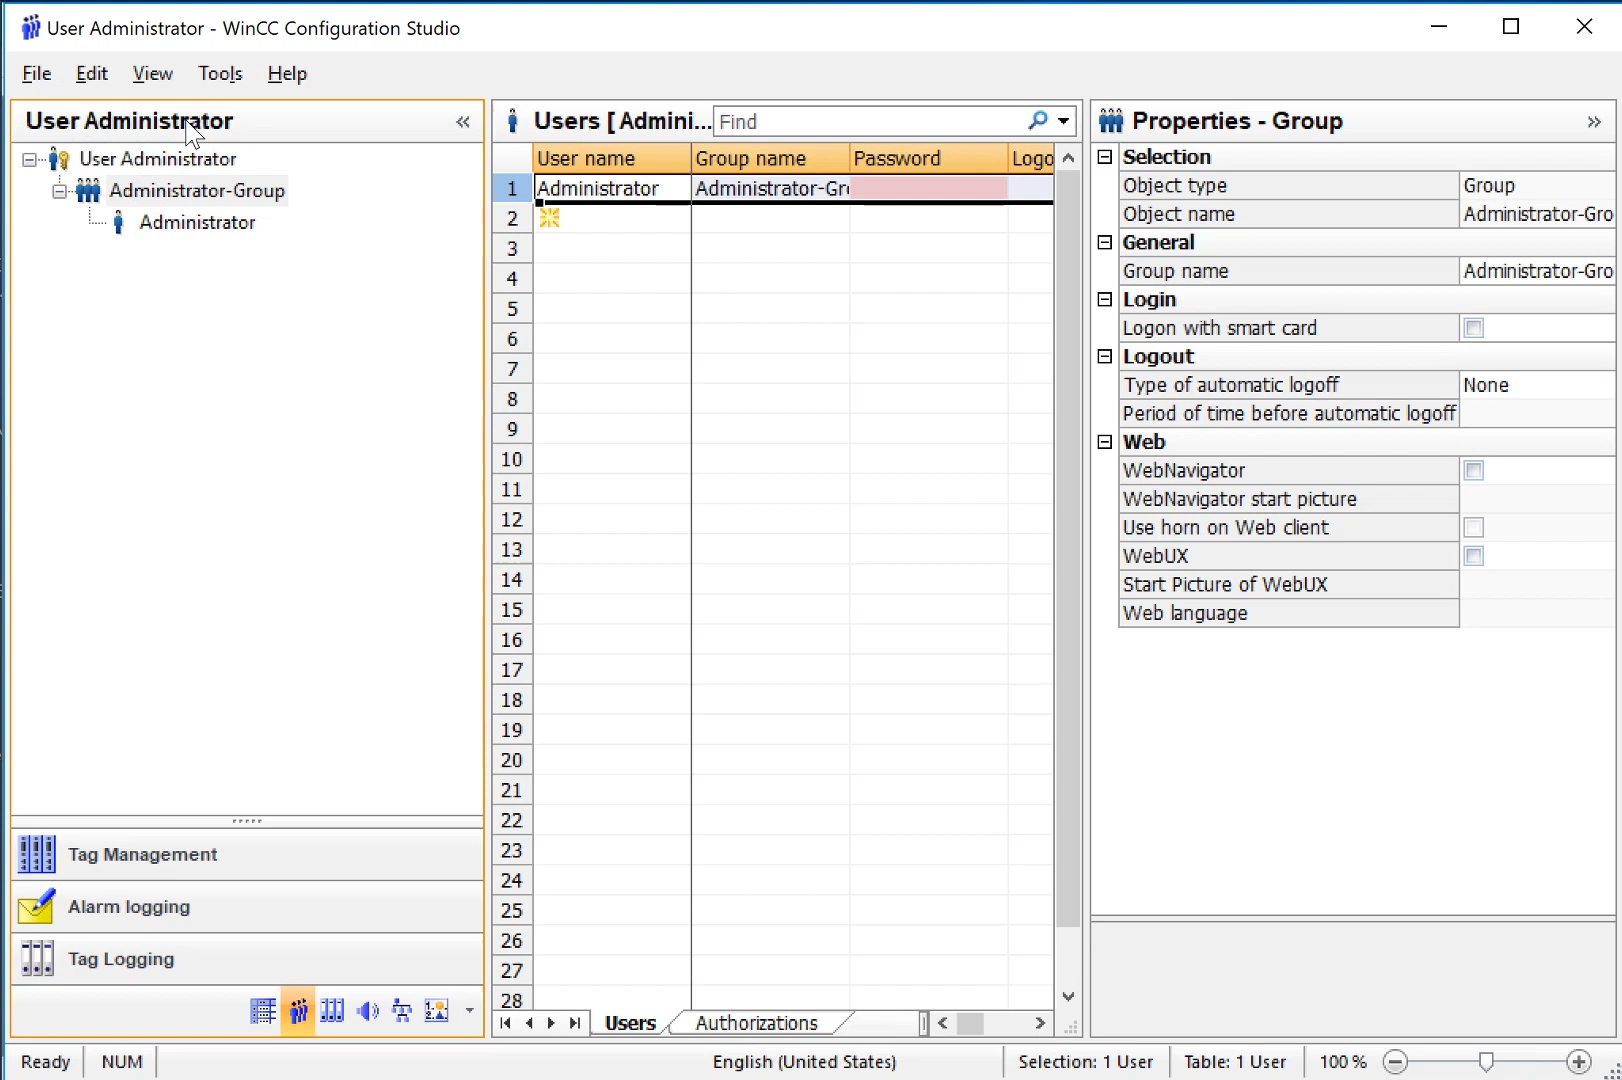 User Administrator - WinCC Configuration Studio
File Edit View Tools Help
User Administrator «
User Administrator
Administrator-Group
Administrator
Tag Management
Alarm logging
Tag Logging
Users [ Admini... Find
User name Group name Password Logo
1 Administrator Administrator-Gr
2
3
4
5
6
7
8
9
10
11
12
13
14
15
16
17
18
19
20
21
22
23
24
25
26
27
28
Users Authorizations
Properties - Group »
Selection
Object type Group
Object name Administrator-Gro
General
Group name Administrator-Gro
Login
Logon with smart card
Logout
Type of automatic logoff None
Period of time before automatic logoff
Web
WebNavigator
WebNavigator start picture
Use horn on Web client
WebUX
Start Picture of WebUX
Web language
Ready NUM English (United States) Selection: 1 User Table: 1 User 100 %